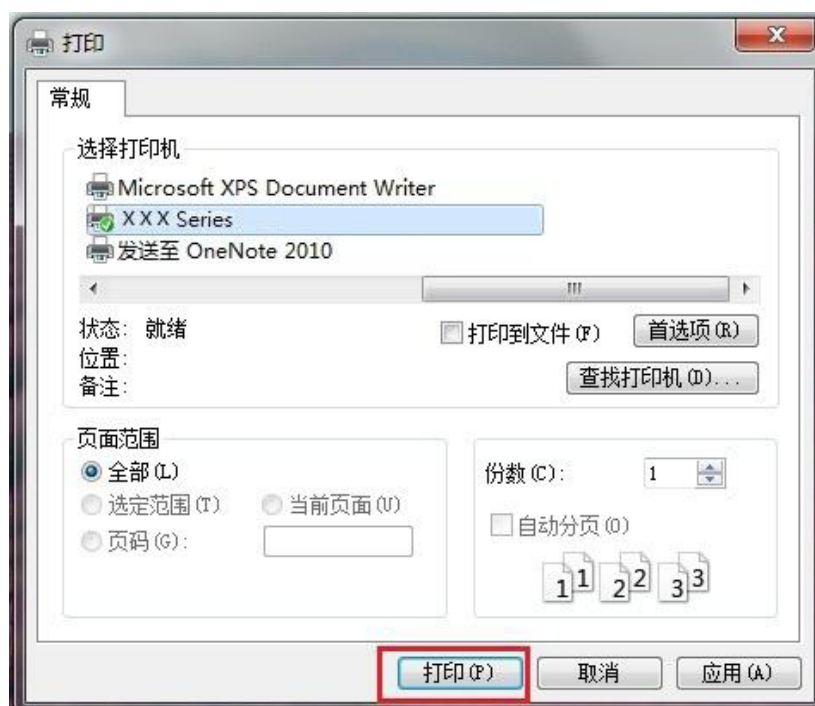 打印
常规
选择打印机
Microsoft XPS Document Writer
XXX Series
发送至 OneNote 2010
状态: 就绪
打印到文件(F) 首选项(R)
位置:
备注:
查找打印机(D)...
页面范围
全部(L)
选定范围(T) 当前页面(U)
页码(G):
份数(C): 1
自动分页(O)
1 1 2 2 3 3
打印(P) 取消 应用(A)